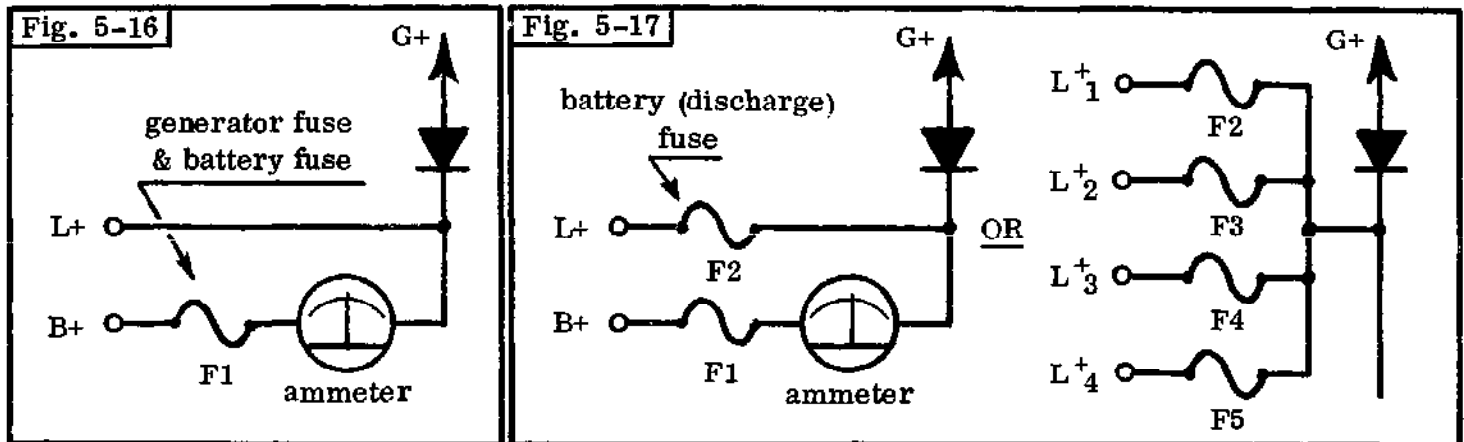 Fig. 5-16
G+
generator fuse
& battery fuse
L+
B+
F1
ammeter
Fig. 5-17
G+
battery (discharge)
fuse
L+
F2
B+
F1
ammeter
OR
G+
L+1
F2
L+2
F3
L+3
F4
L+4
F5